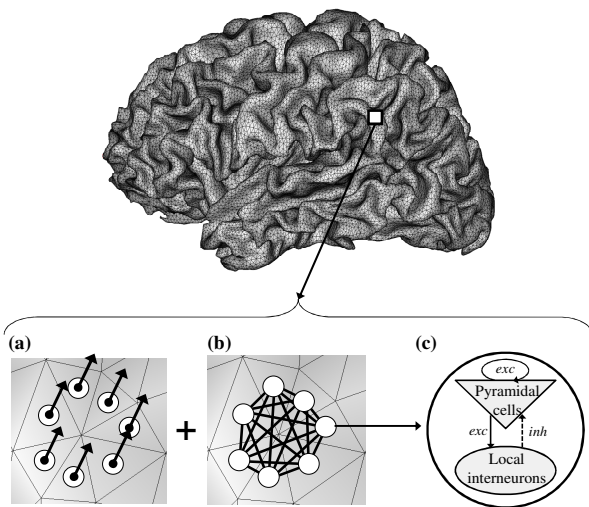 (a)
(b)
(c)
+
exc
Pyramidal
cells
exc
inh
Local
interneurons